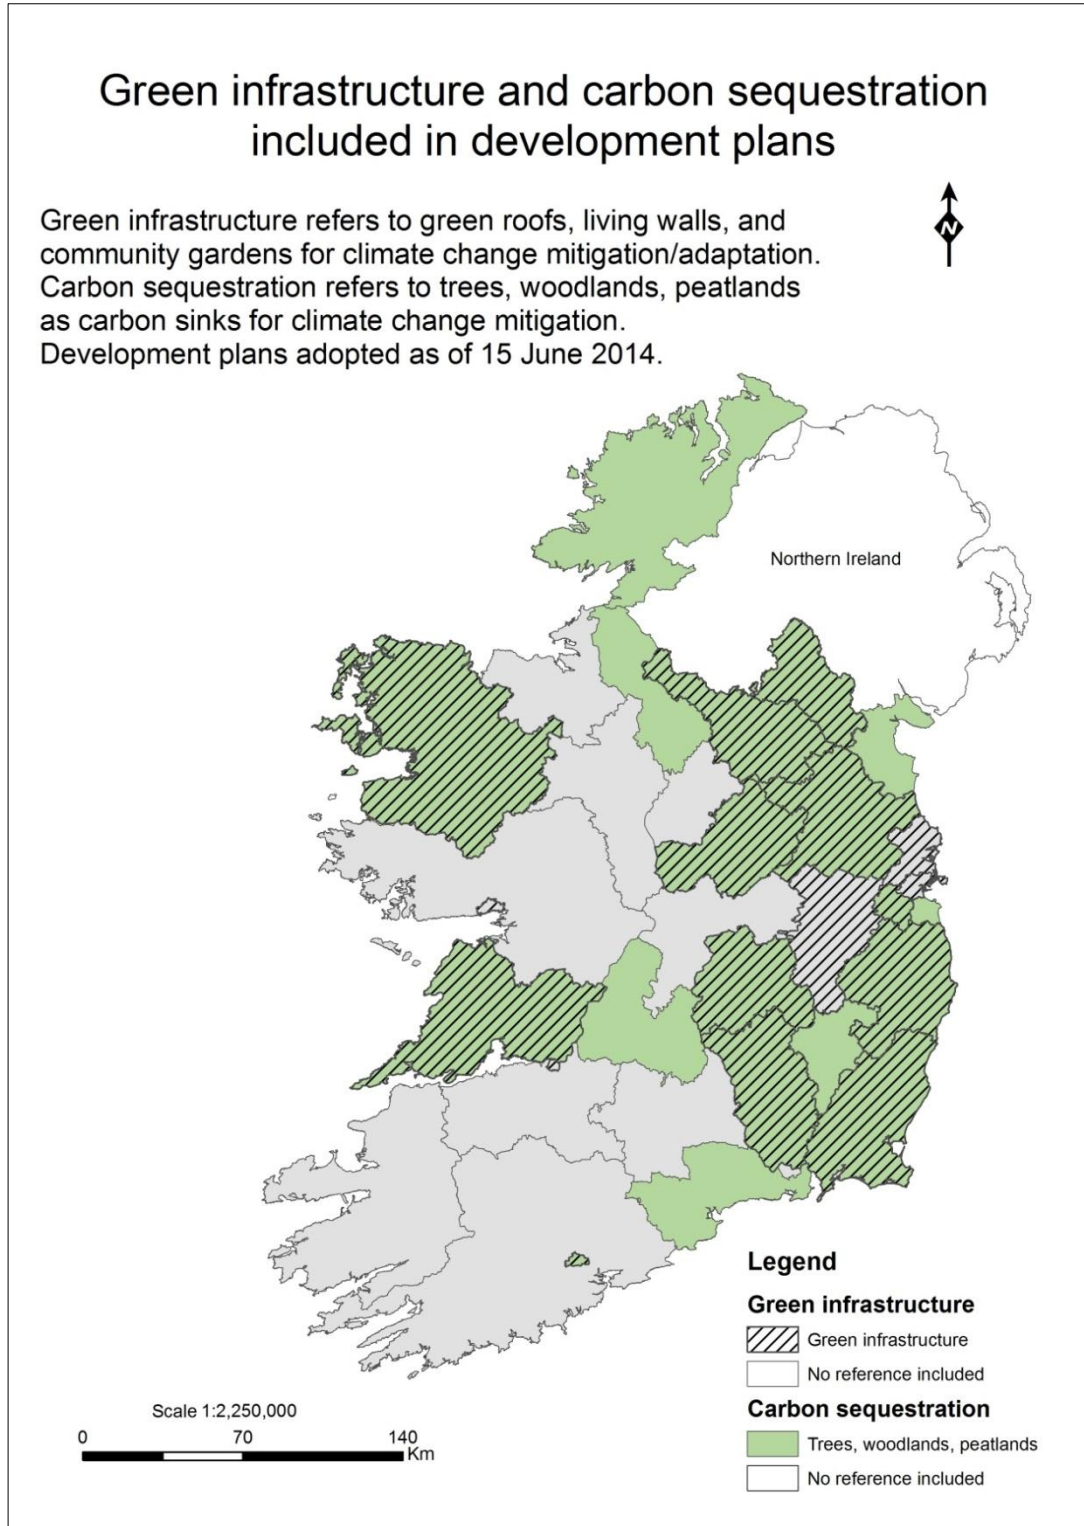 Green infrastructure and carbon sequestration
included in development plans
Green infrastructure refers to green roofs, living walls, and
community gardens for climate change mitigation/adaptation.
Carbon sequestration refers to trees, woodlands, peatlands
as carbon sinks for climate change mitigation.
Development plans adopted as of 15 June 2014.
N
Northern Ireland
Legend
Green infrastructure
Green infrastructure
No reference included
Carbon sequestration
Trees, woodlands, peatlands
No reference included
Scale 1:2,250,000
0 70 140
Km